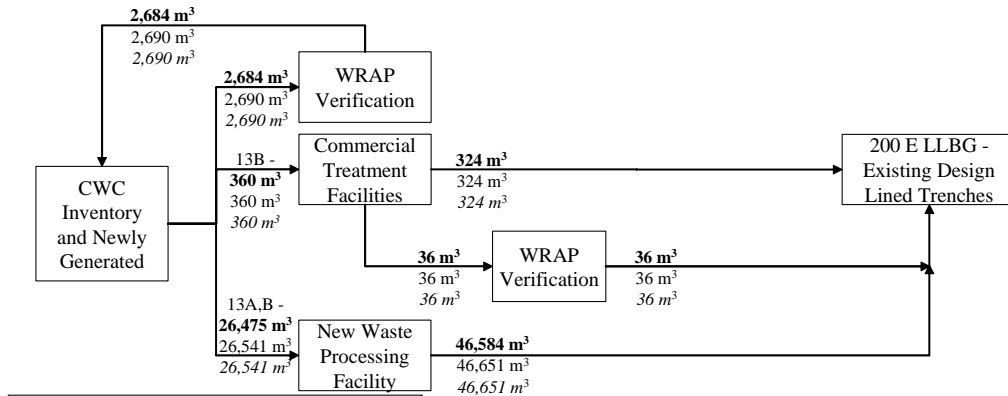 2,684 m³
2,690 m³
2,690 m³
2,684 m³
2,690 m³
2,690 m³
WRAP
Verification
CWC
Inventory
and Newly
Generated
13B -
360 m³
360 m³
360 m³
Commercial
Treatment
Facilities
324 m³
324 m³
324 m³
200 E LLBG -
Existing Design
Lined Trenches
36 m³
36 m³
36 m³
WRAP
Verification
36 m³
36 m³
36 m³
13A,B -
26,475 m³
26,541 m³
26,541 m³
New Waste
Processing
Facility
46,584 m³
46,651 m³
46,651 m³